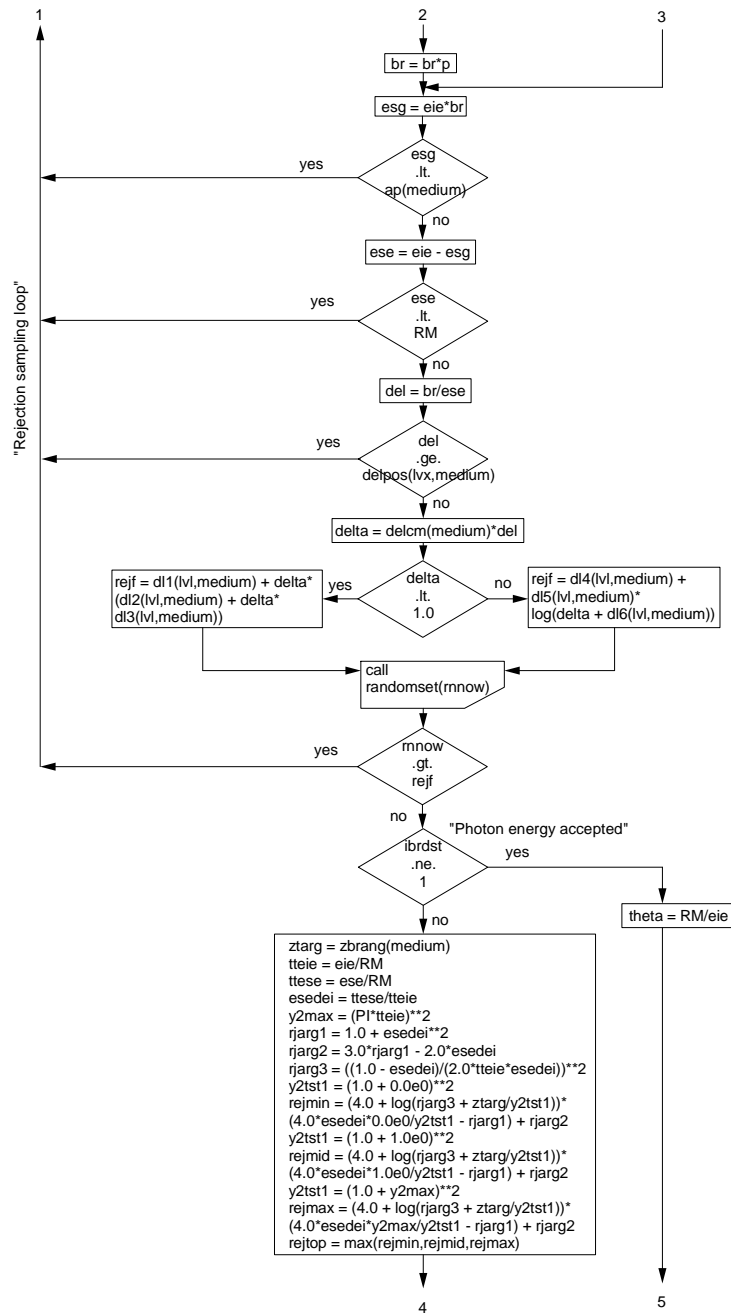 1
2
3
br = br*p
esg = eie*br
esg
.lt.
ap(medium)
yes
no
ese = eie - esg
ese
.lt.
RM
yes
no
"Rejection sampling loop"
del = br/ese
del
.ge.
delpos(lvx,medium)
yes
no
delta = delcm(medium)*del
delta
.lt.
1.0
yes
no
rejf = dl1(lvl,medium) + delta*
(dl2(lvl,medium) + delta*
dl3(lvl,medium))
rejf = dl4(lvl,medium) +
dl5(lvl,medium)*
log(delta + dl6(lvl,medium))
call
randomset(rnnow)
rnnow
.gt.
rejf
yes
no
"Photon energy accepted"
ibrdst
.ne.
1
yes
no
theta = RM/eie
ztarg = zbrang(medium)
tteie = eie/RM
ttese = ese/RM
esedei = ttese/tteie
y2max = (PI*tteie)**2
rjarg1 = 1.0 + esedei**2
rjarg2 = 3.0*rjarg1 - 2.0*esedei
rjarg3 = ((1.0 - esedei)/(2.0*tteie*esedei))**2
y2tst1 = (1.0 + 0.0e0)**2
rejmin = (4.0 + log(rjarg3 + ztarg/y2tst1))*
(4.0*esedei*0.0e0/y2tst1 - rjarg1) + rjarg2
y2tst1 = (1.0 + 1.0e0)**2
rejmid = (4.0 + log(rjarg3 + ztarg/y2tst1))*
(4.0*esedei*1.0e0/y2tst1 - rjarg1) + rjarg2
y2tst1 = (1.0 + y2max)**2
rejmax = (4.0 + log(rjarg3 + ztarg/y2tst1))*
(4.0*esedei*y2max/y2tst1 - rjarg1) + rjarg2
rejtop = max(rejmin,rejmid,rejmax)
4
5